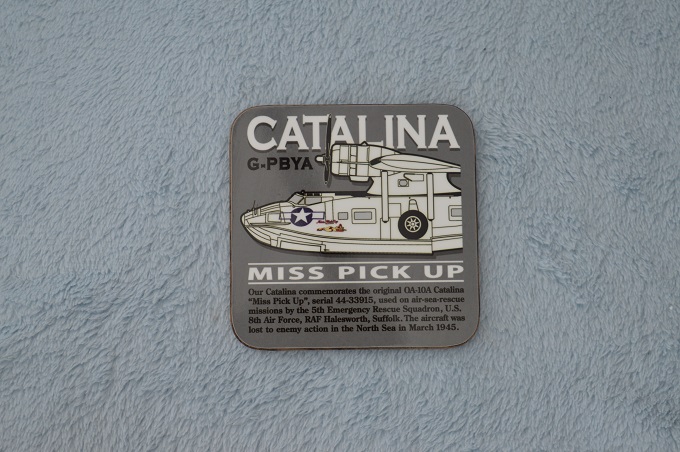 CATALINA
G-PBYA
MISS PICK UP
Our Catalina commemorates the original OA-10A Catalina
"Miss Pick Up", serial 44-33915, used on air-sea-rescue
missions by the 5th Emergency Rescue Squadron, U.S.
8th Air Force, RAF Halesworth, Suffolk. The aircraft was
lost to enemy action in the North Sea in March 1945.